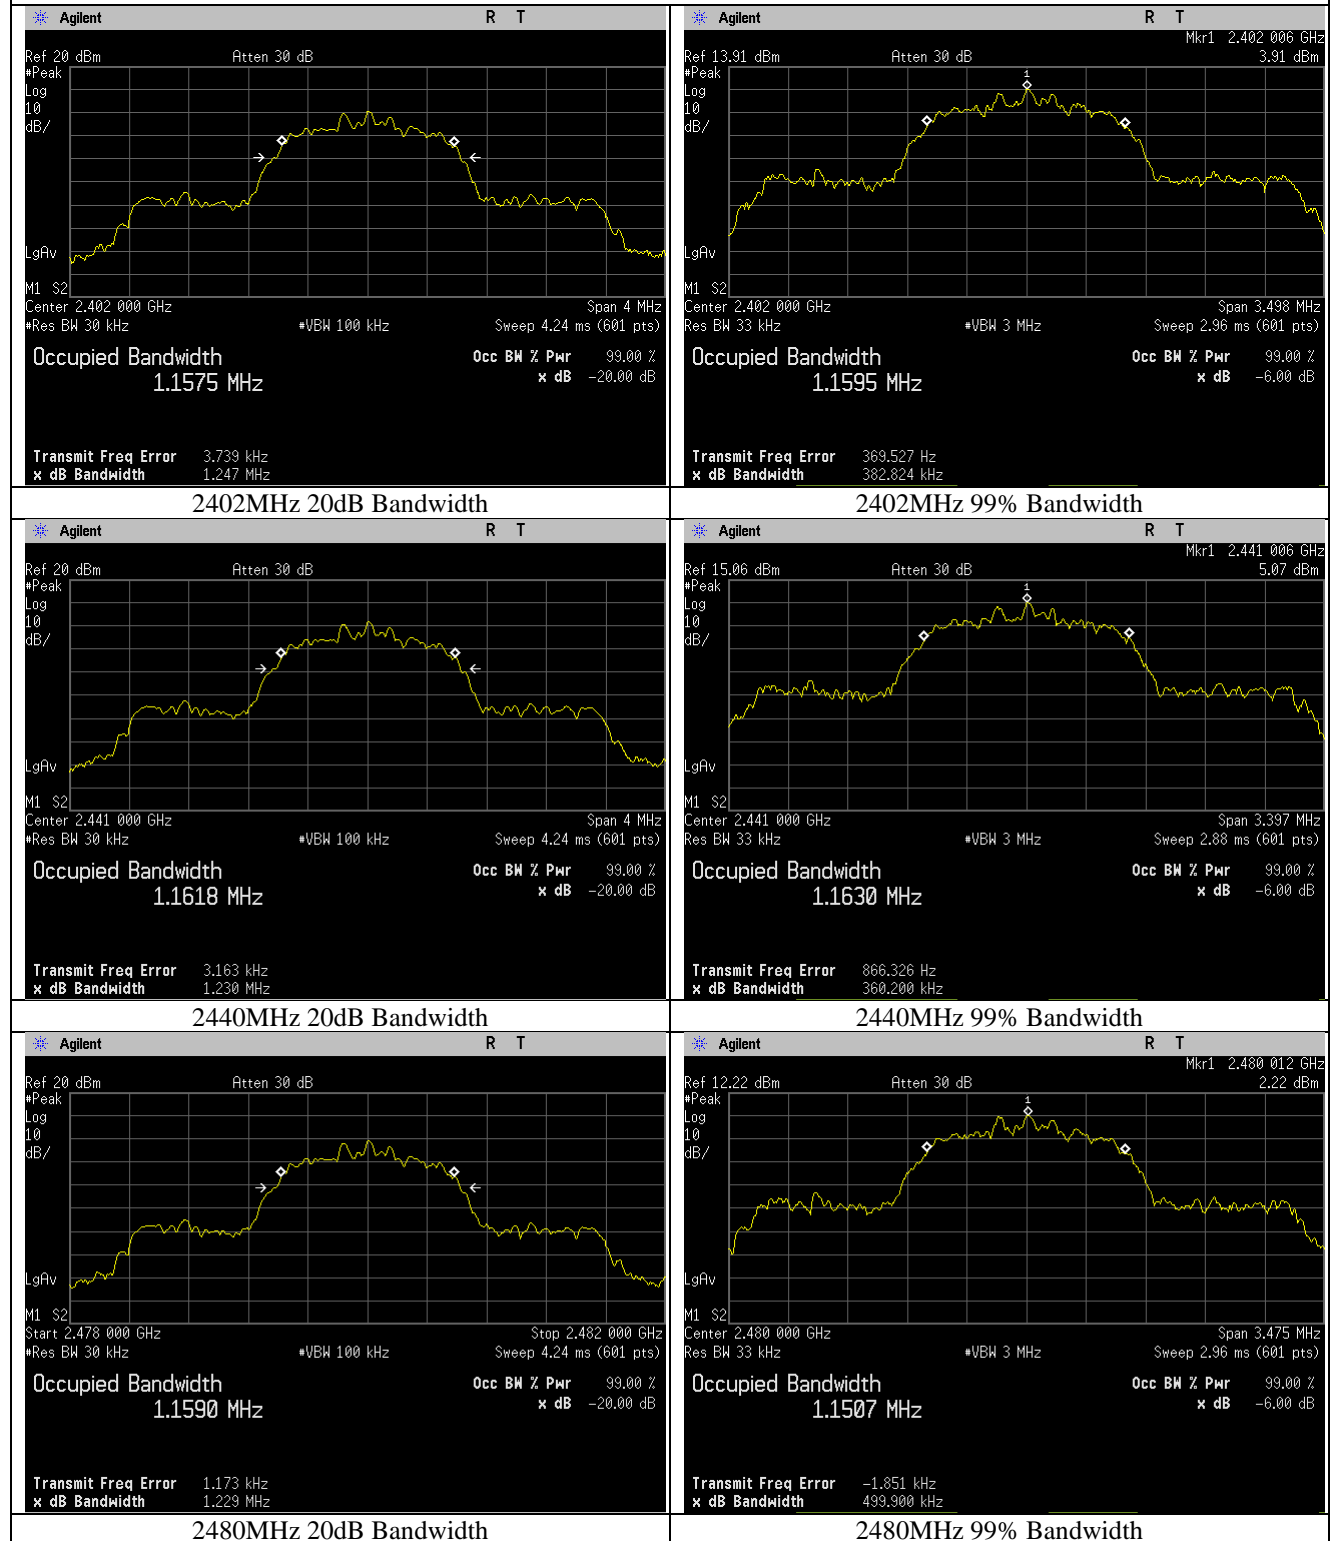 Agilent R T
Ref 20 dBm Atten 30 dB
#Peak
Log
10
dB/
LgAv
M1 S2
Center 2.402 000 GHz Span 4 MHz
#Res BW 30 kHz #VBW 100 kHz Sweep 4.24 ms (601 pts)
Occupied Bandwidth Occ BW % Pwr 99.00 %
1.1575 MHz x dB -20.00 dB
Transmit Freq Error 3.739 kHz
x dB Bandwidth 1.247 MHz
2402MHz 20dB Bandwidth
Agilent R T
Mkr1 2.402 006 GHz
Ref 13.91 dBm Atten 30 dB 3.91 dBm
#Peak
Log
10
dB/
1
LgAv
M1 S2
Center 2.402 000 GHz Span 3.498 MHz
Res BW 33 kHz #VBW 3 MHz Sweep 2.96 ms (601 pts)
Occupied Bandwidth Occ BW % Pwr 99.00 %
1.1595 MHz x dB -6.00 dB
Transmit Freq Error 369.527 Hz
x dB Bandwidth 382.824 kHz
2402MHz 99% Bandwidth
Agilent R T
Ref 20 dBm Atten 30 dB
#Peak
Log
10
dB/
LgAv
M1 S2
Center 2.441 000 GHz Span 4 MHz
#Res BW 30 kHz #VBW 100 kHz Sweep 4.24 ms (601 pts)
Occupied Bandwidth Occ BW % Pwr 99.00 %
1.1618 MHz x dB -20.00 dB
Transmit Freq Error 3.163 kHz
x dB Bandwidth 1.230 MHz
2440MHz 20dB Bandwidth
Agilent R T
Mkr1 2.441 006 GHz
Ref 15.06 dBm Atten 30 dB 5.07 dBm
#Peak
Log
10
dB/
1
LgAv
M1 S2
Center 2.441 000 GHz Span 3.397 MHz
Res BW 33 kHz #VBW 3 MHz Sweep 2.88 ms (601 pts)
Occupied Bandwidth Occ BW % Pwr 99.00 %
1.1630 MHz x dB -6.00 dB
Transmit Freq Error 866.326 Hz
x dB Bandwidth 360.200 kHz
2440MHz 99% Bandwidth
Agilent R T
Ref 20 dBm Atten 30 dB
#Peak
Log
10
dB/
LgAv
M1 S2
Start 2.478 000 GHz Stop 2.482 000 GHz
#Res BW 30 kHz #VBW 100 kHz Sweep 4.24 ms (601 pts)
Occupied Bandwidth Occ BW % Pwr 99.00 %
1.1590 MHz x dB -20.00 dB
Transmit Freq Error 1.173 kHz
x dB Bandwidth 1.229 MHz
2480MHz 20dB Bandwidth
Agilent R T
Mkr1 2.480 012 GHz
Ref 12.22 dBm Atten 30 dB 2.22 dBm
#Peak
Log
10
dB/
1
LgAv
M1 S2
Center 2.480 000 GHz Span 3.475 MHz
Res BW 33 kHz #VBW 3 MHz Sweep 2.96 ms (601 pts)
Occupied Bandwidth Occ BW % Pwr 99.00 %
1.1507 MHz x dB -6.00 dB
Transmit Freq Error -1.851 kHz
x dB Bandwidth 499.900 kHz
2480MHz 99% Bandwidth